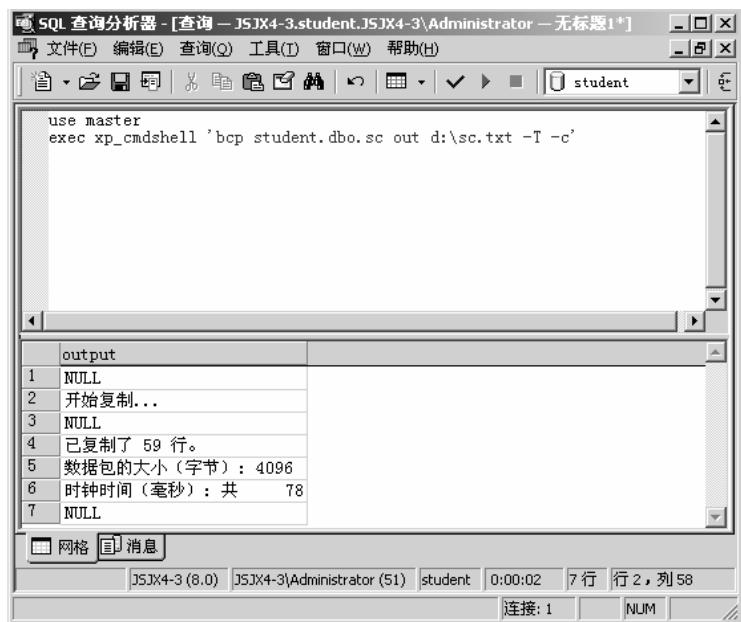 SQL 查询分析器 - [查询 — JSJX4-3.student.JSJX4-3\Administrator — 无标题1*]
文件(F) 编辑(E) 查询(Q) 工具(T) 窗口(W) 帮助(H)
student
use master
exec xp_cmdshell 'bcp student.dbo.sc out d:\sc.txt -T -c'
output
1 NULL
2 开始复制...
3 NULL
4 已复制了 59 行。
5 数据包的大小（字节）: 4096
6 时钟时间（毫秒）: 共 78
7 NULL
网格 消息
JSJX4-3 (8.0) JSJX4-3\Administrator (51) student 0:00:02 7 行 行 2，列 58
连接: 1 NUM